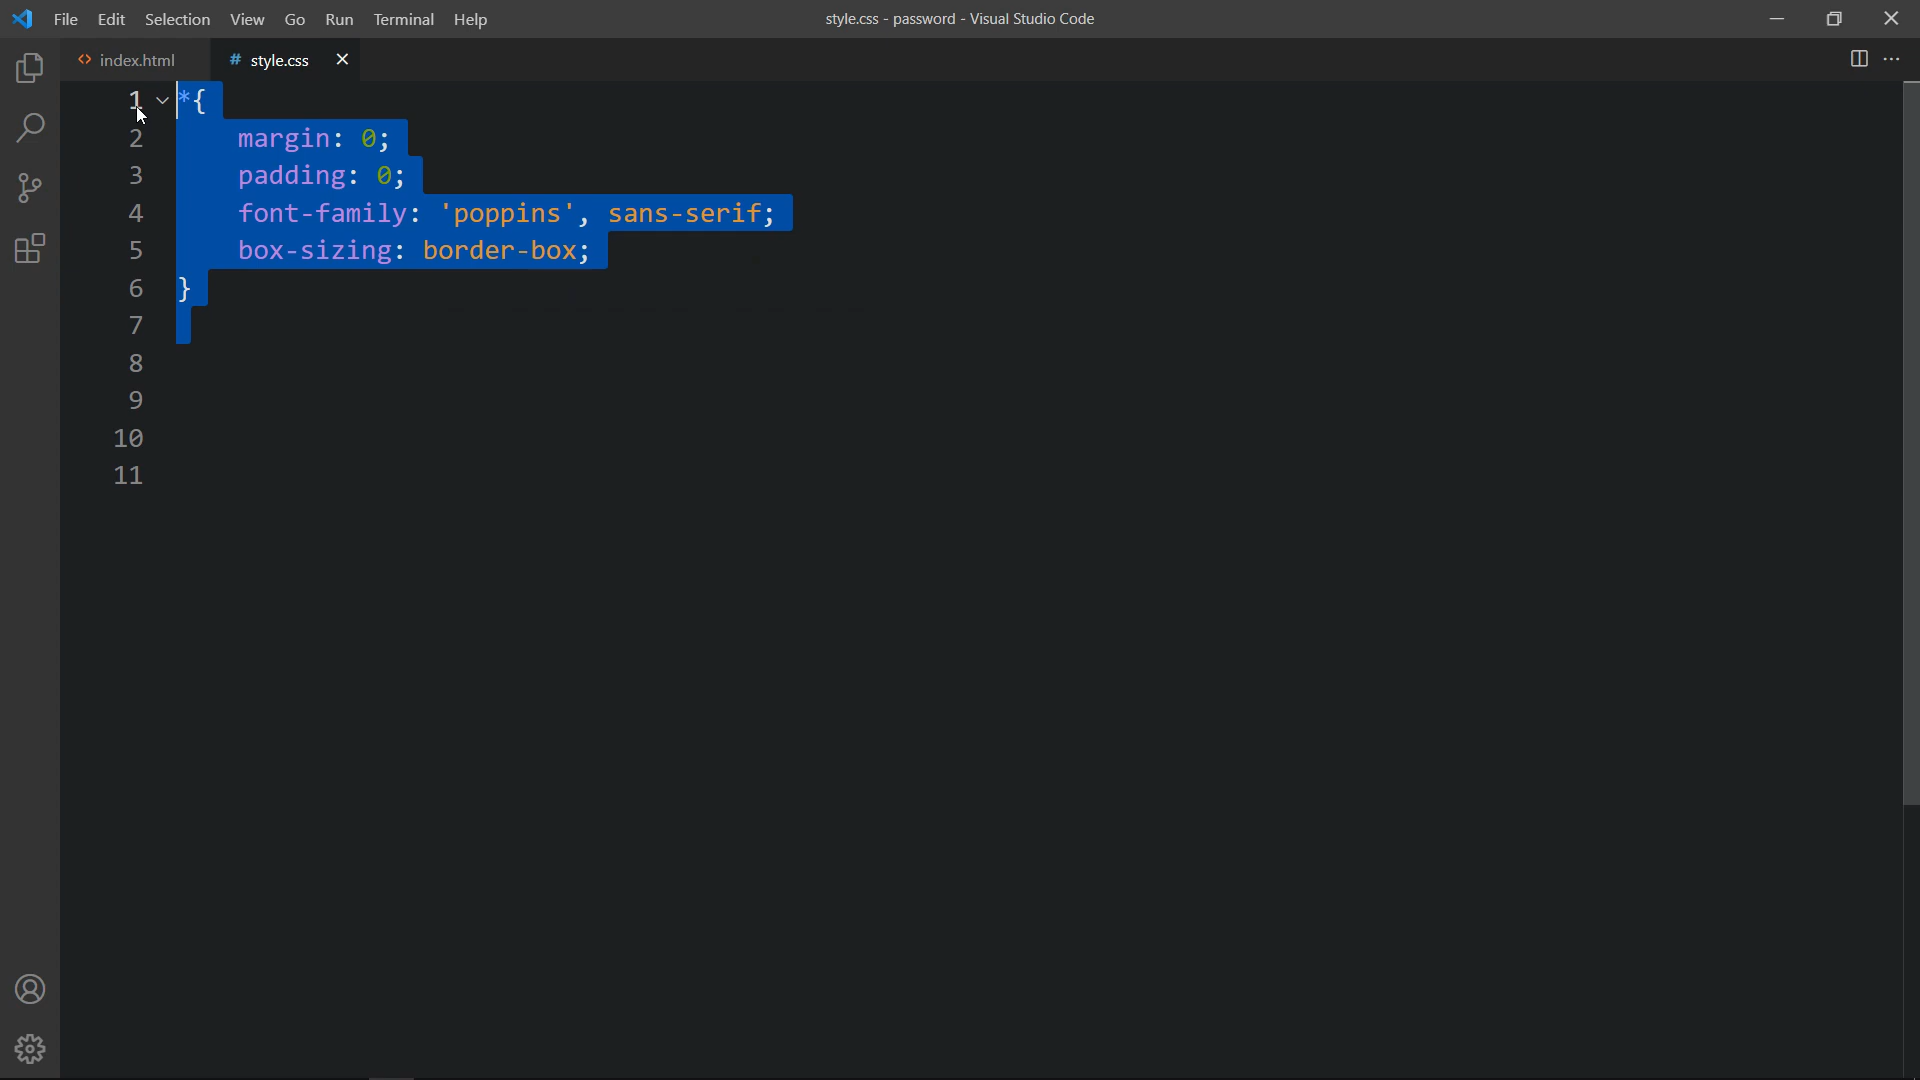 File Edit Selection View Go Run Terminal Help style.css - password - Visual Studio Code
<> index.html # style.css
1 *{
2 margin: 0;
3 padding: 0;
4 font-family: 'poppins', sans-serif;
5 box-sizing: border-box;
6 }
7
8
9
10
11